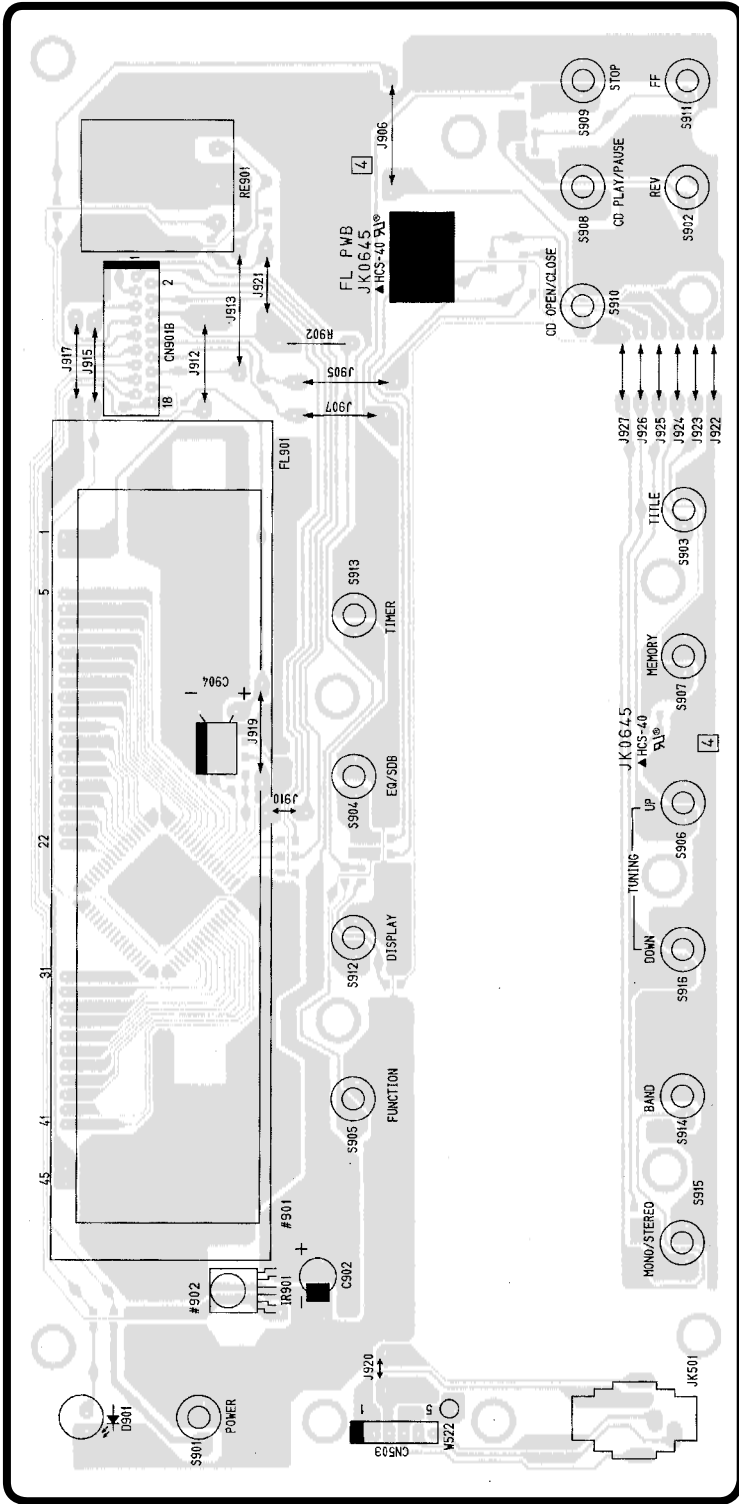 S909
STOP
S911
FF
J906
4
RE901
S908
CD PLAY/PAUSE
S902
REV
FL PWB
JK0645
▲HCS-40
1
2
CN901B
18
J921
J913
J917
J915
J912
CD OPEN/CLOSE
S910
R902
J905
J907
J927
J926
J925
J924
J923
J922
FL901
1
5
22
31
41
45
TITLE
S903
S913
TIMER
C904
−
+
J919
MEMORY
S907
JK0645
▲HCS-40
4
S904
EQ/SDB
J910
UP
S906
TUNING
DOWN
S916
S912
DISPLAY
S905
FUNCTION
BAND
S914
#901
MONO/STEREO
S915
#902
IR901
+
−
C902
J920
JK501
D901
S901
POWER
1
5
CN503
W522